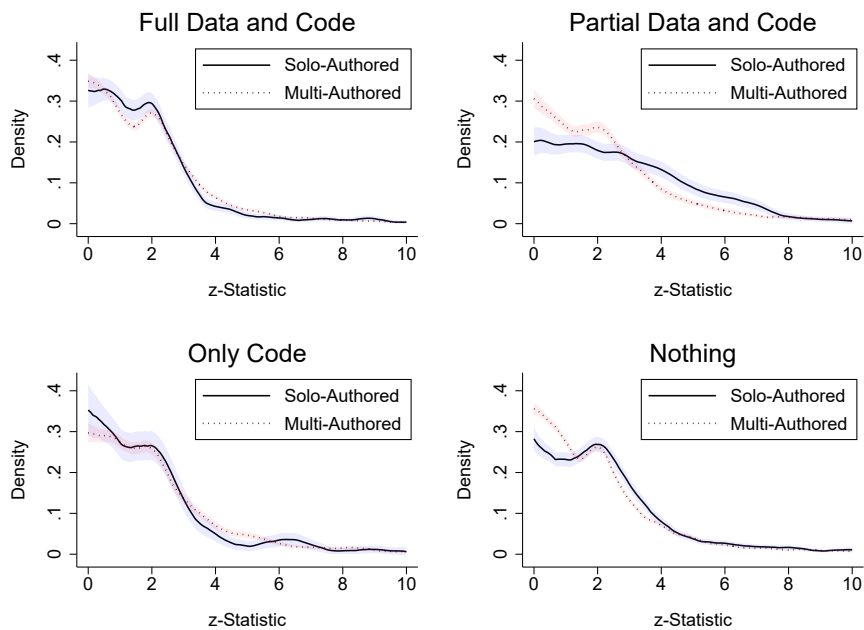 Full Data and Code
Solo-Authored
Multi-Authored
Density
0 .1 .2 .3 .4
0 2 4 6 8 10
z-Statistic
Partial Data and Code
Solo-Authored
Multi-Authored
Density
0 .1 .2 .3 .4
0 2 4 6 8 10
z-Statistic
Only Code
Solo-Authored
Multi-Authored
Density
0 .1 .2 .3 .4
0 2 4 6 8 10
z-Statistic
Nothing
Solo-Authored
Multi-Authored
Density
0 .1 .2 .3 .4
0 2 4 6 8 10
z-Statistic